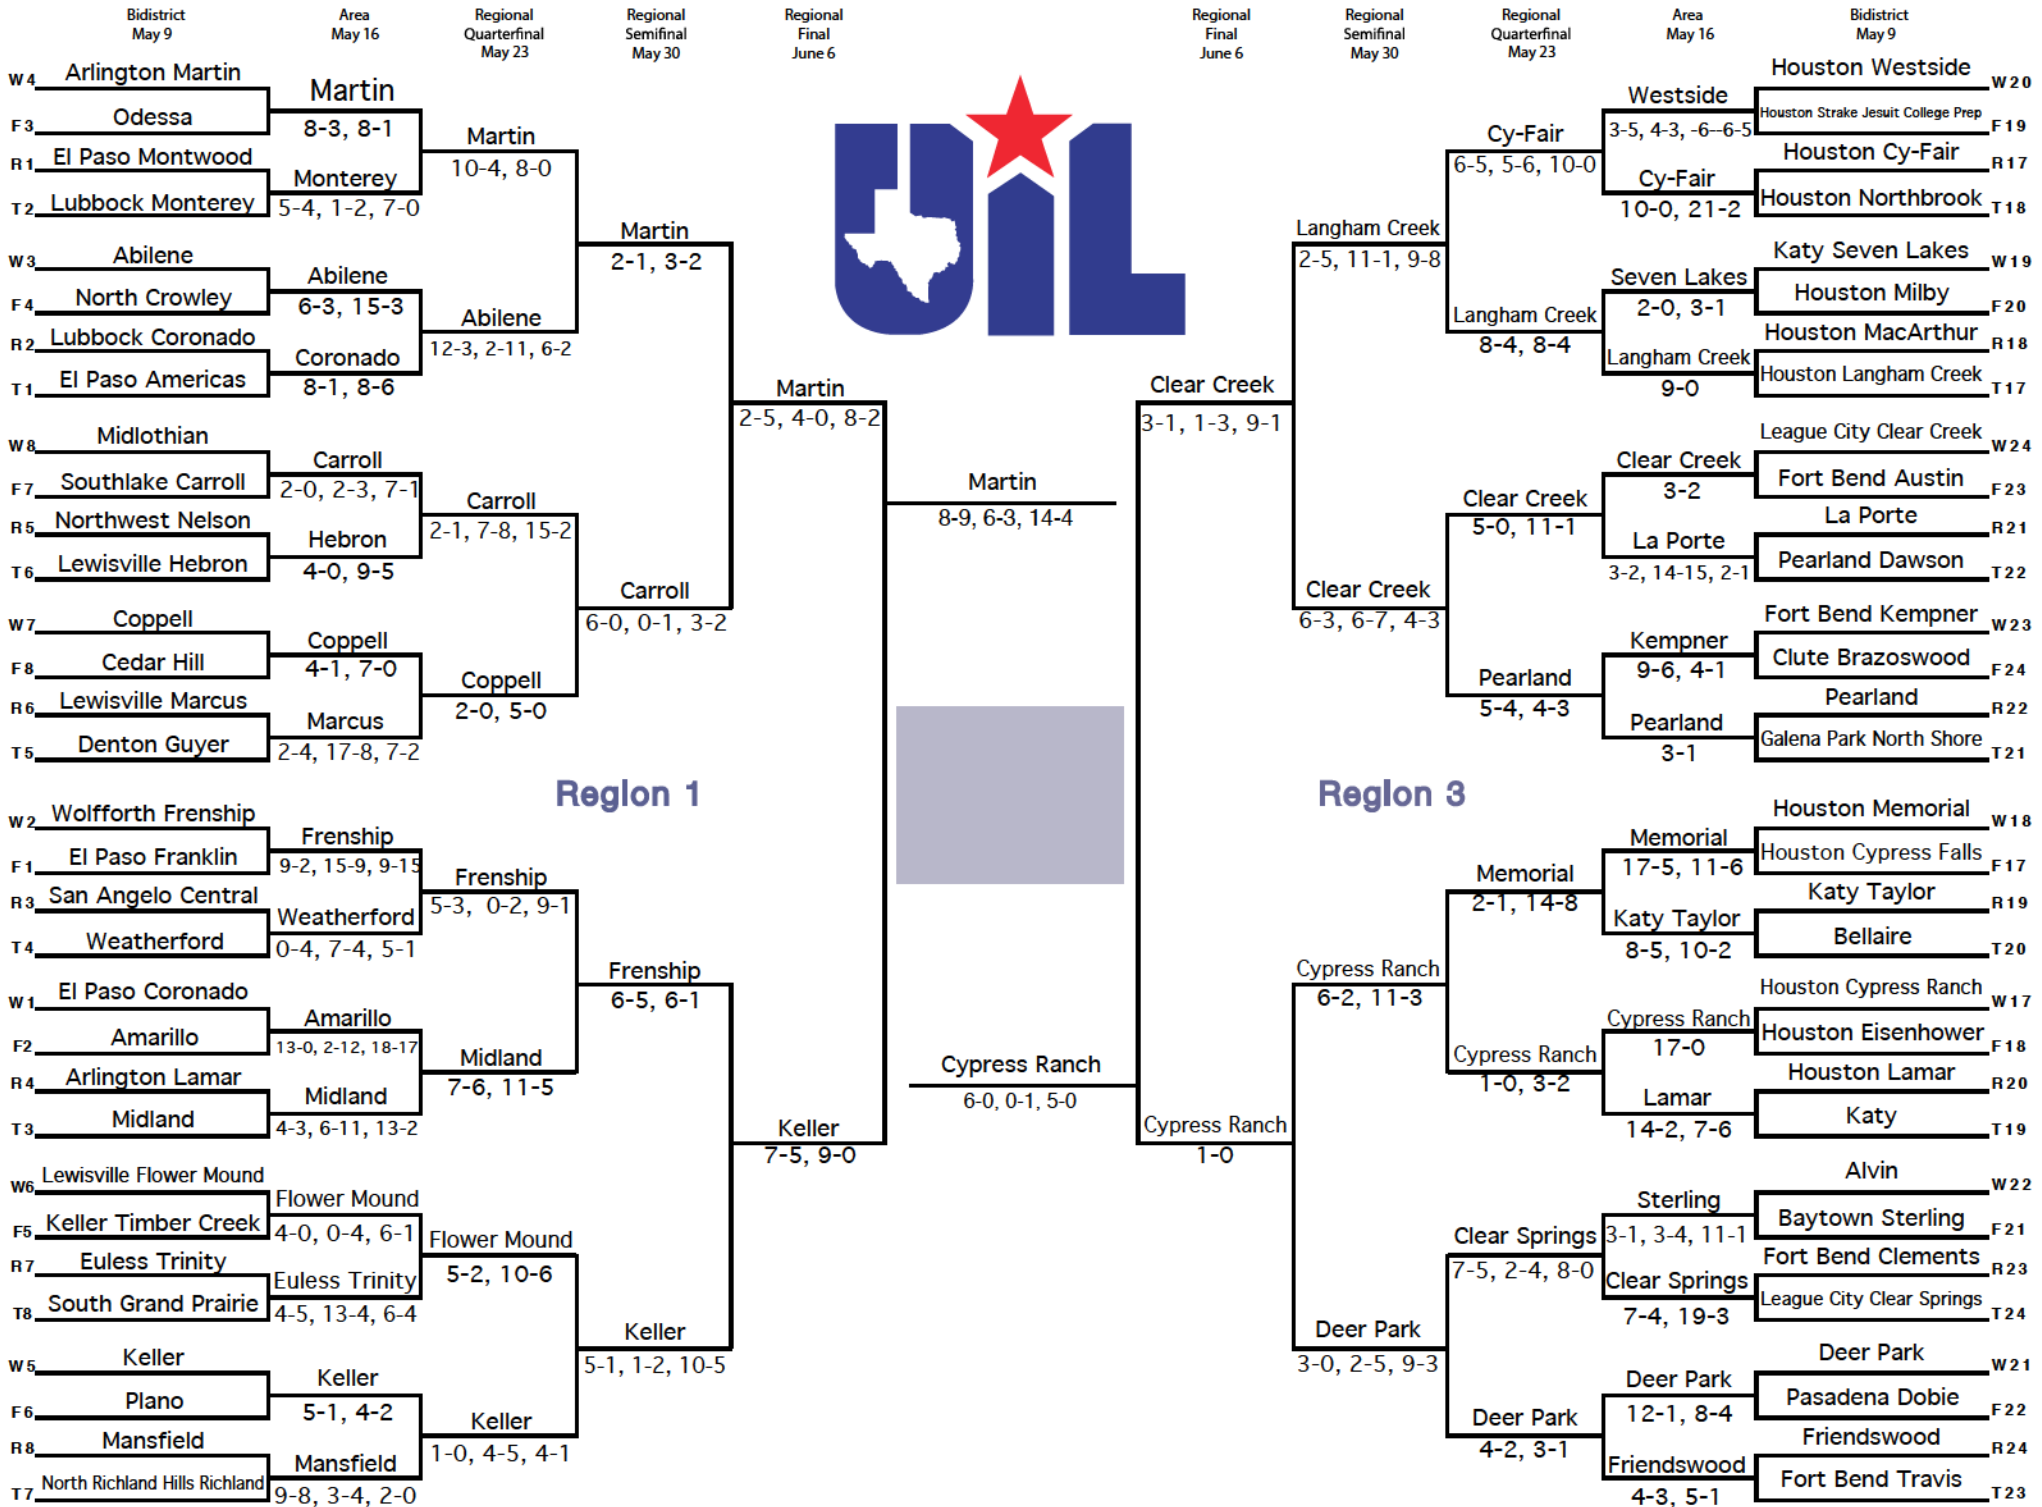 Bidistrict
May 9
Area
May 16
Regional
Quarterfinal
May 23
Regional
Semifinal
May 30
Regional
Final
June 6
Regional
Final
June 6
Regional
Semifinal
May 30
Regional
Quarterfinal
May 23
Area
May 16
Bidistrict
May 9
UIL
W4 Arlington Martin
F3 Odessa
R1 El Paso Montwood
T2 Lubbock Monterey
W3 Abilene
F4 North Crowley
R2 Lubbock Coronado
T1 El Paso Americas
W8 Midlothian
F7 Southlake Carroll
R5 Northwest Nelson
T6 Lewisville Hebron
W7 Coppell
F8 Cedar Hill
R6 Lewisville Marcus
T5 Denton Guyer
W2 Wolfforth Frenship
F1 El Paso Franklin
R3 San Angelo Central
T4 Weatherford
W1 El Paso Coronado
F2 Amarillo
R4 Arlington Lamar
T3 Midland
W6 Lewisville Flower Mound
F5 Keller Timber Creek
R7 Euless Trinity
T8 South Grand Prairie
W5 Keller
F6 Plano
R8 Mansfield
T7 North Richland Hills Richland
Martin
8-3, 8-1
Monterey
5-4, 1-2, 7-0
Abilene
6-3, 15-3
Coronado
8-1, 8-6
Carroll
2-0, 2-3, 7-1
Hebron
4-0, 9-5
Coppell
4-1, 7-0
Marcus
2-4, 17-8, 7-2
Frenship
9-2, 15-9, 9-15
Weatherford
0-4, 7-4, 5-1
Amarillo
13-0, 2-12, 18-17
Midland
4-3, 6-11, 13-2
Flower Mound
4-0, 0-4, 6-1
Euless Trinity
4-5, 13-4, 6-4
Keller
5-1, 4-2
Mansfield
9-8, 3-4, 2-0
Martin
10-4, 8-0
Abilene
12-3, 2-11, 6-2
Carroll
2-1, 7-8, 15-2
Coppell
2-0, 5-0
Frenship
5-3, 0-2, 9-1
Midland
7-6, 11-5
Flower Mound
5-2, 10-6
Keller
1-0, 4-5, 4-1
Martin
2-1, 3-2
Carroll
6-0, 0-1, 3-2
Region 1
Frenship
6-5, 6-1
Keller
5-1, 1-2, 10-5
Martin
2-5, 4-0, 8-2
Keller
7-5, 9-0
Martin
8-9, 6-3, 14-4
Cypress Ranch
6-0, 0-1, 5-0
Clear Creek
3-1, 1-3, 9-1
Cypress Ranch
1-0
Langham Creek
2-5, 11-1, 9-8
Clear Creek
6-3, 6-7, 4-3
Region 3
Cypress Ranch
6-2, 11-3
Deer Park
3-0, 2-5, 9-3
Cy-Fair
6-5, 5-6, 10-0
Langham Creek
8-4, 8-4
Clear Creek
5-0, 11-1
Pearland
5-4, 4-3
Memorial
2-1, 14-8
Cypress Ranch
1-0, 3-2
Clear Springs
7-5, 2-4, 8-0
Deer Park
4-2, 3-1
Westside
3-5, 4-3, -6--6-5
Cy-Fair
10-0, 21-2
Seven Lakes
2-0, 3-1
Langham Creek
9-0
Clear Creek
3-2
La Porte
3-2, 14-15, 2-1
Kempner
9-6, 4-1
Pearland
3-1
Memorial
17-5, 11-6
Katy Taylor
8-5, 10-2
Cypress Ranch
17-0
Lamar
14-2, 7-6
Sterling
3-1, 3-4, 11-1
Clear Springs
7-4, 19-3
Deer Park
12-1, 8-4
Friendswood
4-3, 5-1
Houston Westside W20
Houston Strake Jesuit College Prep F19
Houston Cy-Fair R17
Houston Northbrook T18
Katy Seven Lakes W19
Houston Milby F20
Houston MacArthur R18
Houston Langham Creek T17
League City Clear Creek W24
Fort Bend Austin F23
La Porte R21
Pearland Dawson T22
Fort Bend Kempner W23
Clute Brazoswood F24
Pearland R22
Galena Park North Shore T21
Houston Memorial W18
Houston Cypress Falls F17
Katy Taylor R19
Bellaire T20
Houston Cypress Ranch W17
Houston Eisenhower F18
Houston Lamar R20
Katy T19
Alvin W22
Baytown Sterling F21
Fort Bend Clements R23
League City Clear Springs T24
Deer Park W21
Pasadena Dobie F22
Friendswood R24
Fort Bend Travis T23